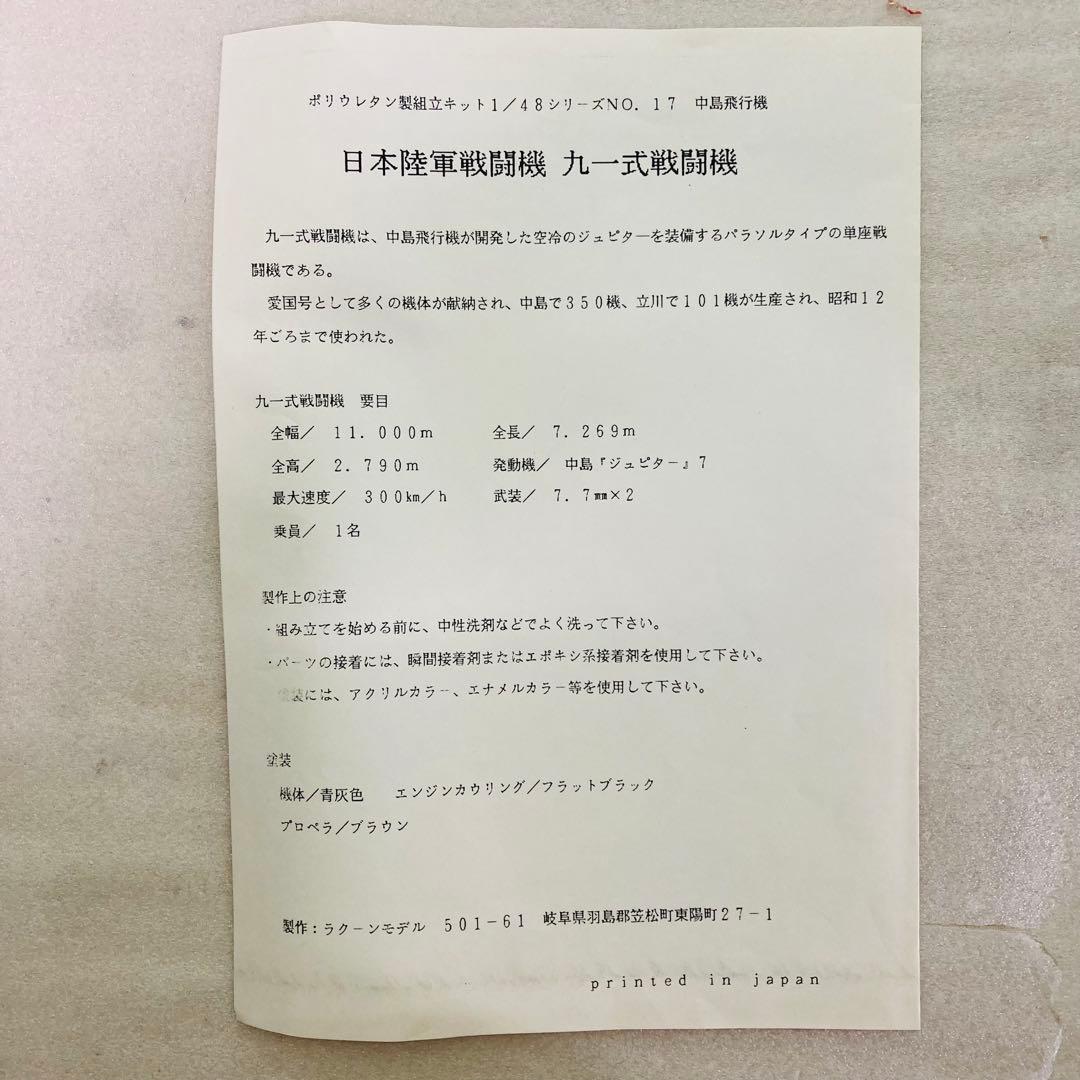 ポリウレタン製組立キット1/48シリーズNO.17 中島飛行機
日本陸軍戦闘機 九一式戦闘機
九一式戦闘機は、中島飛行機が開発した空冷のジュピターを装備するパラソルタイプの単座戦
闘機である。
愛国号として多くの機体が献納され、中島で350機、立川で101機が生産され、昭和12
年ごろまで使われた。
九一式戦闘機 要目
全幅/ 11.000m 全長/ 7.269m
全高/ 2.790m 発動機/ 中島『ジュピター』7
最大速度/ 300km/h 武装/ 7.7mm×2
乗員/ 1名
製作上の注意
・組み立てを始める前に、中性洗剤などでよく洗って下さい。
・パーツの接着には、瞬間接着剤またはエポキシ系接着剤を使用して下さい。
塗装には、アクリルカラー、エナメルカラー等を使用して下さい。
塗装
機体/青灰色 エンジンカウリング/フラットブラック
プロペラ/ブラウン
製作:ラクーンモデル 501-61 岐阜県羽島郡笠松町東陽町27-1
printed in japan